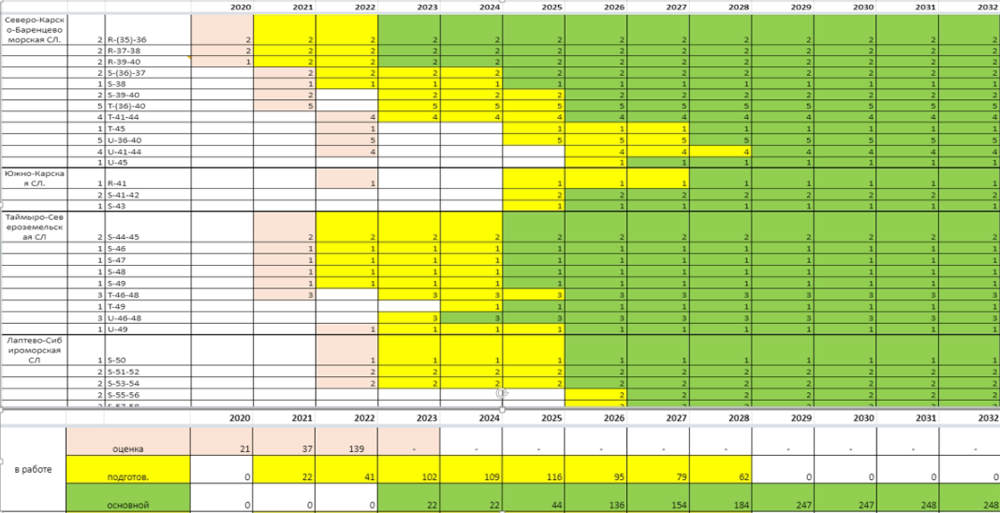 2020 2021 2022 2023 2024 2025 2026 2027 2028 2029 2030 2031 2032
Северо-Карск
о-Баренцево
морская СЛ. 2 R-(35)-36 2 2 2 2 2 2 2 2 2 2 2 2 2
2 R-37-38 2 2 2 2 2 2 2 2 2 2 2 2 2
2 R-39-40 1 2 2 2 2 2 2 2 2 2 2 2 2
2 S-(36)-37 2 2 2 2 2 2 2 2 2 2 2 2
1 S-38 1 1 1 1 1 1 1 1 1 1 1 1
2 S-39-40 2 2 2 2 2 2 2 2 2 2 2
5 T-(36)-40 5 5 5 5 5 5 5 5 5 5 5
4 T-41-44 4 4 4 4 4 4 4 4 4 4 4
1 T-45 1 1 1 1 1 1 1 1 1
5 U-36-40 5 5 5 5 5 5 5 5 5
4 U-41-44 4 4 4 4 4 4 4 4
1 U-45 1 1 1 1 1 1 1
Южно-Карска
я СЛ. 1 R-41 1 1 1 1 1 1 1 1 1
2 S-41-42 2 2 2 2 2 2 2 2
1 S-43 1 1 1 1 1 1 1 1
Таймыро-Сев
ероземельск
ая СЛ 2 S-44-45 2 2 2 2 2 2 2 2 2 2 2 2
1 S-46 1 1 1 1 1 1 1 1 1 1 1 1
1 S-47 1 1 1 1 1 1 1 1 1 1 1 1
1 S-48 1 1 1 1 1 1 1 1 1 1 1 1
1 S-49 1 1 1 1 1 1 1 1 1 1 1 1
3 T-46-48 3 3 3 3 3 3 3 3 3 3 3
1 T-49 1 1 1 1 1 1 1 1 1
3 U-46-48 3 3 3 3 3 3 3 3 3 3
1 U-49 1 1 1 1 1 1 1 1 1 1 1
Лаптево-Сиб
ироморская
СЛ 1 S-50 1 1 1 1 1 1 1 1 1 1 1
2 S-51-52 2 2 2 2 2 2 2 2 2 2 2
2 S-53-54 2 2 2 2 2 2 2 2 2 2 2
2 S-55-56 2 2 2 2 2 2 2
2020 2021 2022 2023 2024 2025 2026 2027 2028 2029 2030 2031 2032
оценка 21 37 139 - - - - - - - - - -
в работе
подготов. 0 22 41 102 109 116 95 79 62 0 0 0 0
основной 0 0 0 22 22 44 136 154 184 247 247 248 248